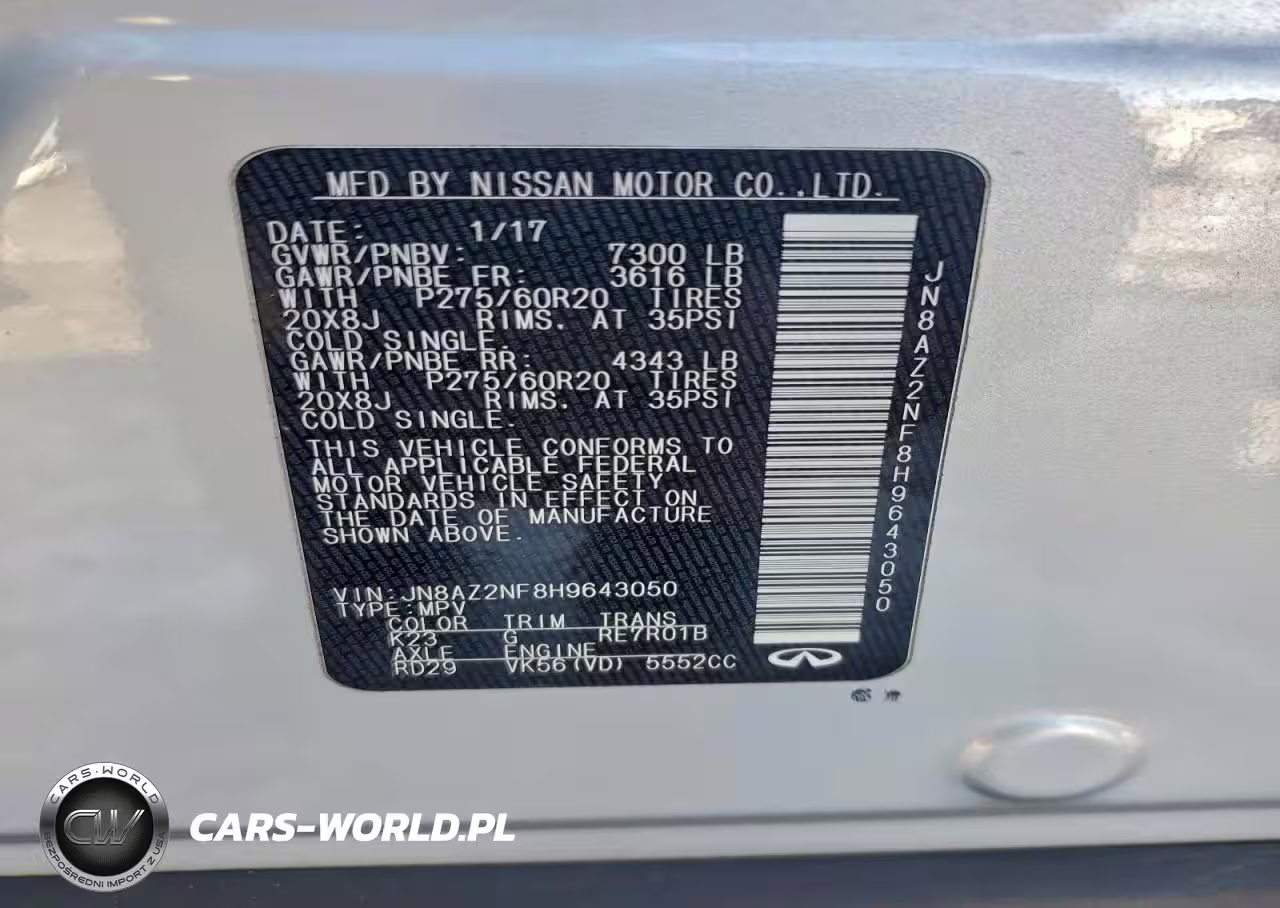 MFD BY NISSAN MOTOR CO.,LTD.
DATE: 1/17
GVWR/PNBV: 7300 LB
GAWR/PNBE FR: 3616 LB
WITH P275/60R20 TIRES
20X8J RIMS. AT 35PSI
COLD SINGLE.
GAWR/PNBE RR: 4343 LB
WITH P275/60R20 TIRES
20X8J RIMS. AT 35PSI
COLD SINGLE.
THIS VEHICLE CONFORMS TO
ALL APPLICABLE FEDERAL
MOTOR VEHICLE SAFETY
STANDARDS IN EFFECT ON
THE DATE OF MANUFACTURE
SHOWN ABOVE.
VIN:JN8AZ2NF8H9643050
TYPE:MPV
COLOR TRIM TRANS
K23 G RE7R01B
AXLE ENGINE
RD29 VK56(VD) 5552CC
JN8AZ2NF8H9643050
CARS-WORLD
CW
BEZPOŚREDNI IMPORT Z USA
CARS-WORLD.PL